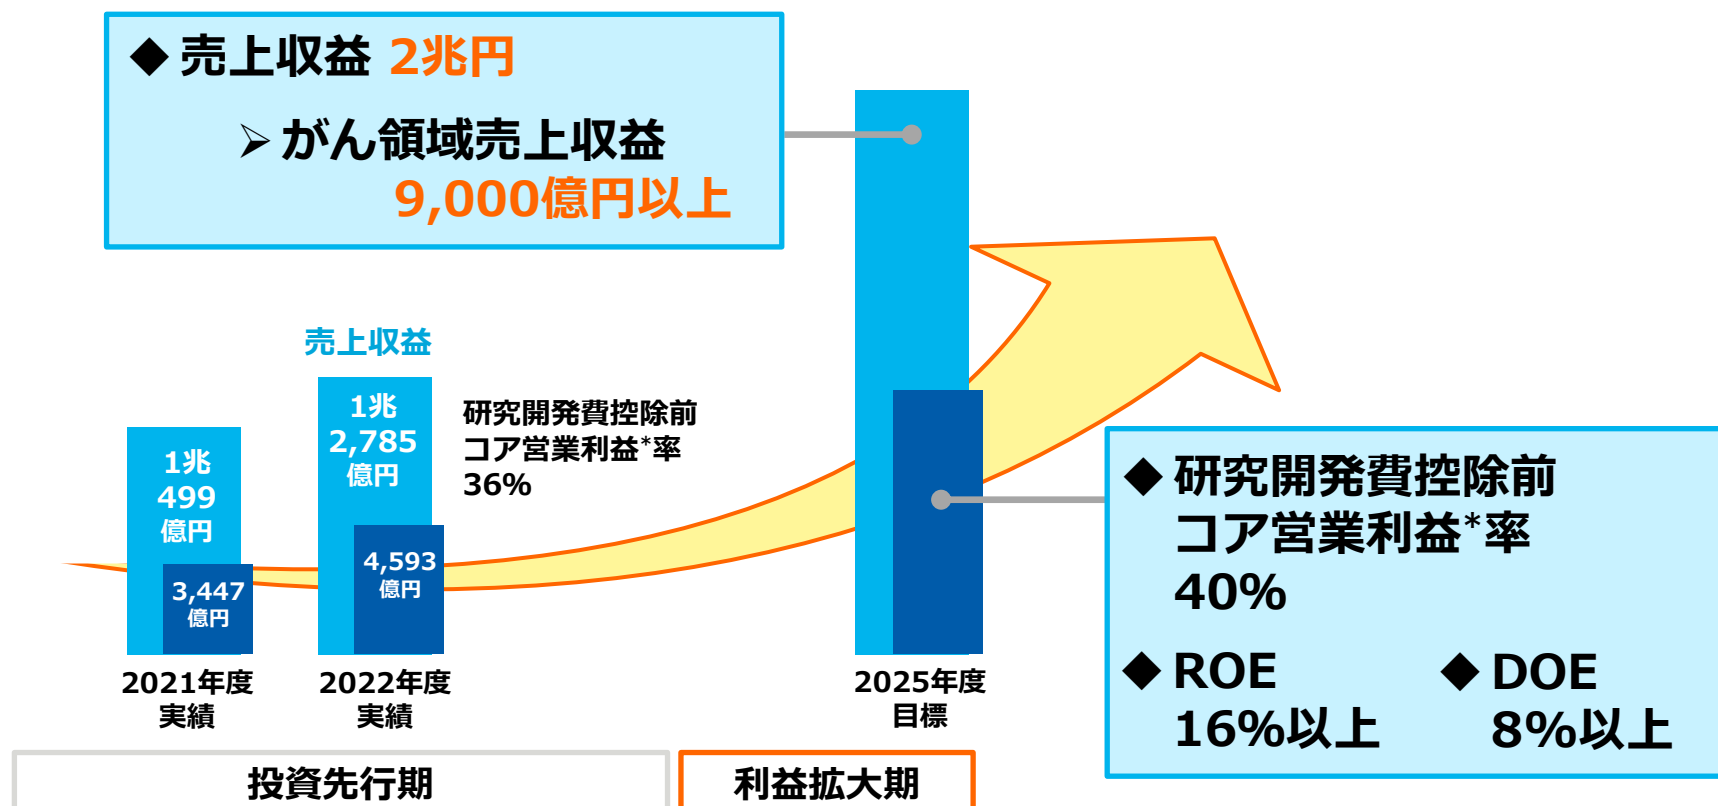 ◆ 売上収益 2兆円
➢ がん領域売上収益
9,000億円以上
売上収益
1兆
499
億円
3,447
億円
1兆
2,785
億円
4,593
億円
研究開発費控除前
コア営業利益*率
36%
◆ 研究開発費控除前
コア営業利益*率
40%
◆ ROE
16%以上
◆ DOE
8%以上
2021年度
実績
2022年度
実績
2025年度
目標
投資先行期
利益拡大期